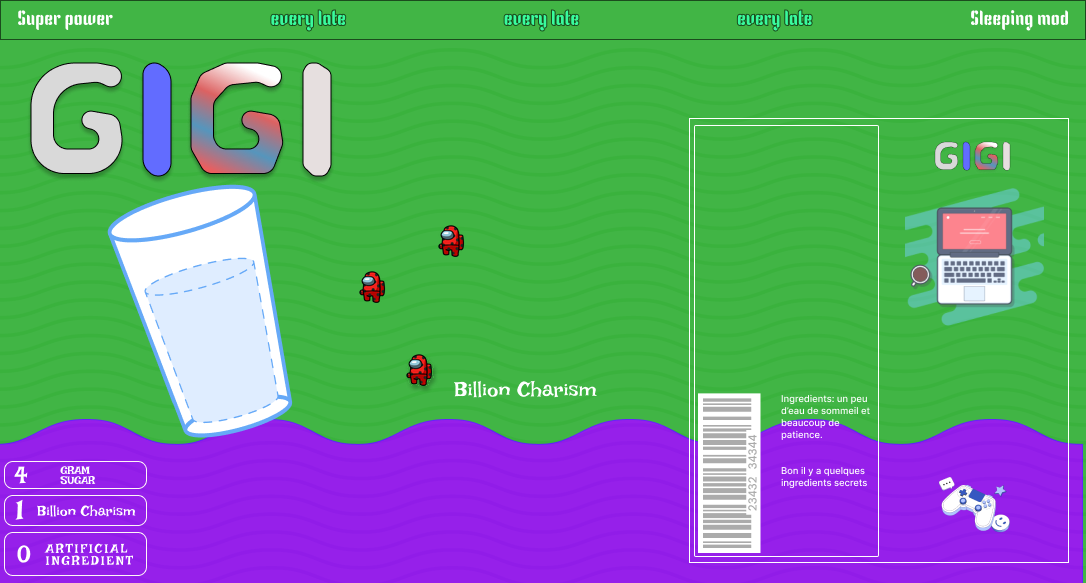 Super power
every late
every late
every late
Sleeping mod
GIGI
GIGI
Billion Charism
Ingredients: un peu
d'eau de sommeil et
beaucoup de
patience.
Bon il y a quelques
ingredients secrets
23432 34344
4 GRAM
SUGAR
1 Billion Charism
0 ARTIFICIAL
INGREDIENT